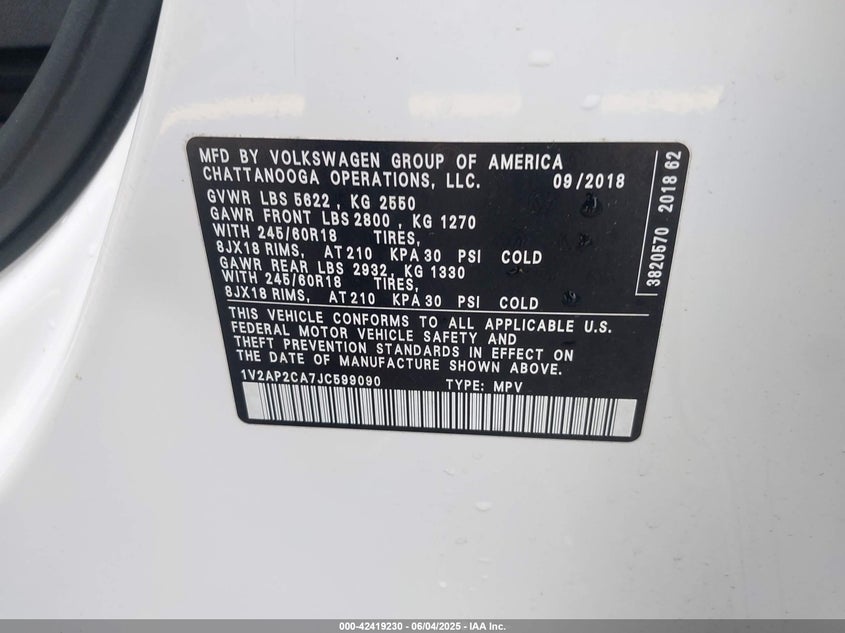 MFD BY VOLKSWAGEN GROUP OF AMERICA
CHATTANOOGA OPERATIONS, LLC. 09/2018
GVWR LBS 5622 , KG 2550
GAWR FRONT LBS 2800 , KG 1270
WITH 245/60R18 TIRES,
8JX18 RIMS, AT 210 KPA 30 PSI COLD
GAWR REAR LBS 2932, KG 1330
WITH 245/60R18 TIRES,
8JX18 RIMS, AT 210 KPA 30 PSI COLD
THIS VEHICLE CONFORMS TO ALL APPLICABLE U.S.
FEDERAL MOTOR VEHICLE SAFETY AND
THEFT PREVENTION STANDARDS IN EFFECT ON
THE DATE OF MANUFACTURE SHOWN ABOVE.
1V2AP2CA7JC599090 TYPE: MPV
3820570 2018 62
000-42419230 - 06/04/2025 - IAA Inc.